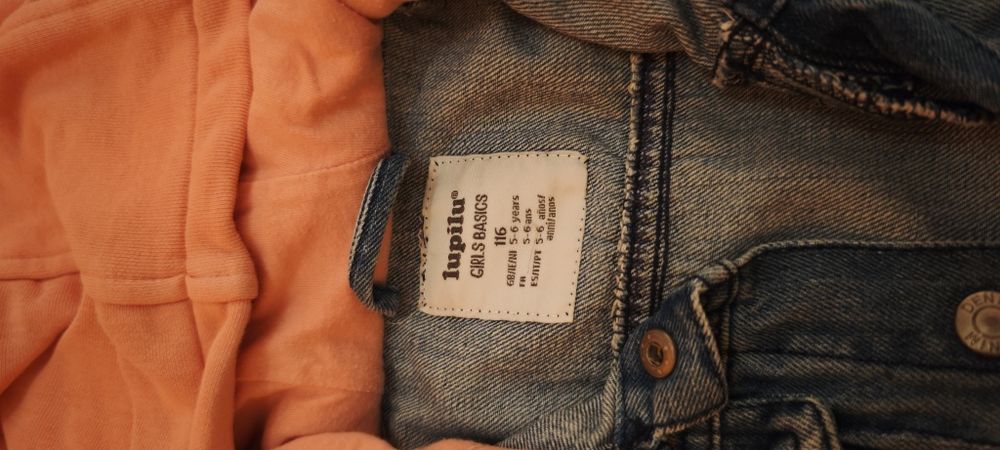 lupilu®
GIRLS BASICS
116
GB/IE/NI 5-6 years
FR 5-6 ans
ES/IT/PT 5-6 años/
anni/anos
DEN